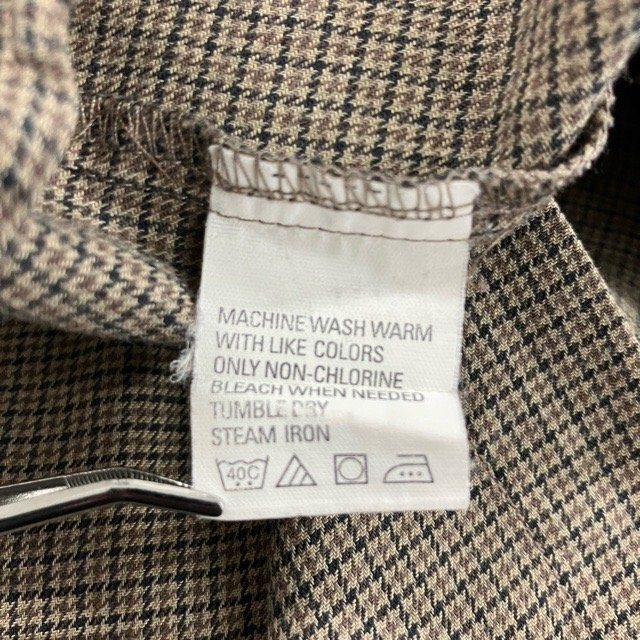 MACHINE WASH WARM
WITH LIKE COLORS
ONLY NON-CHLORINE
BLEACH WHEN NEEDED
TUMBLE DRY
STEAM IRON
40C